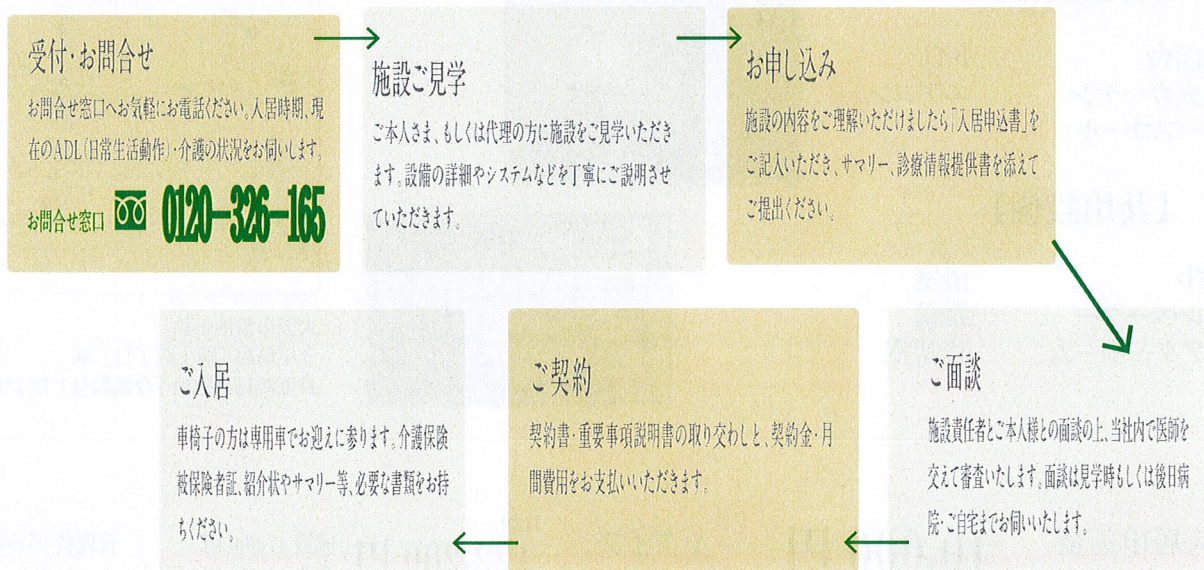 受付・お問合せ
お問合せ窓口へお気軽にお電話ください。入居時期、現
在のADL(日常生活動作)・介護の状況をお伺いします。
お問合せ窓口 0120-326-165
施設ご見学
ご本人さま、もしくは代理の方に施設をご見学いただき
ます。設備の詳細やシステムなどを丁寧にご説明させ
ていただきます。
お申し込み
施設の内容をご理解いただけましたら「入居申込書」を
ご記入いただき、サマリー、診療情報提供書を添えて
ご提出ください。
ご面談
施設責任者とご本人様との面談の上、当社内で医師を
交えて審査いたします。面談は見学時もしくは後日病
院・ご自宅までお伺いいたします。
ご契約
契約書・重要事項説明書の取り交わしと、契約金・月
間費用をお支払いいただきます。
ご入居
車椅子の方は専用車でお迎えに参ります。介護保険
被保険者証、紹介状やサマリー等、必要な書類をお持
ちください。